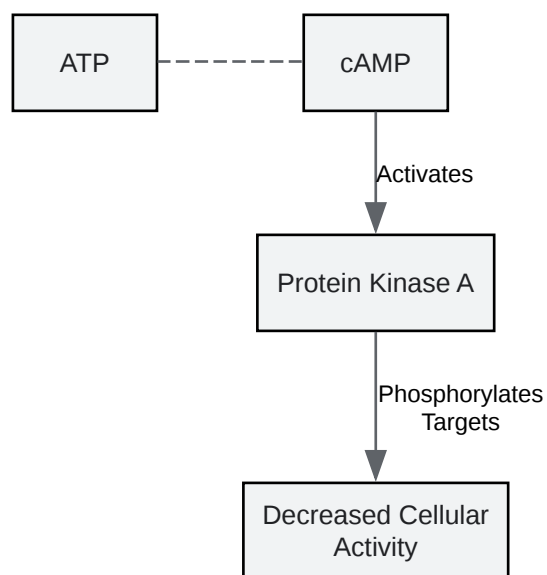 ATP
cAMP
Activates
Protein Kinase A
Phosphorylates
Targets
Decreased Cellular
Activity